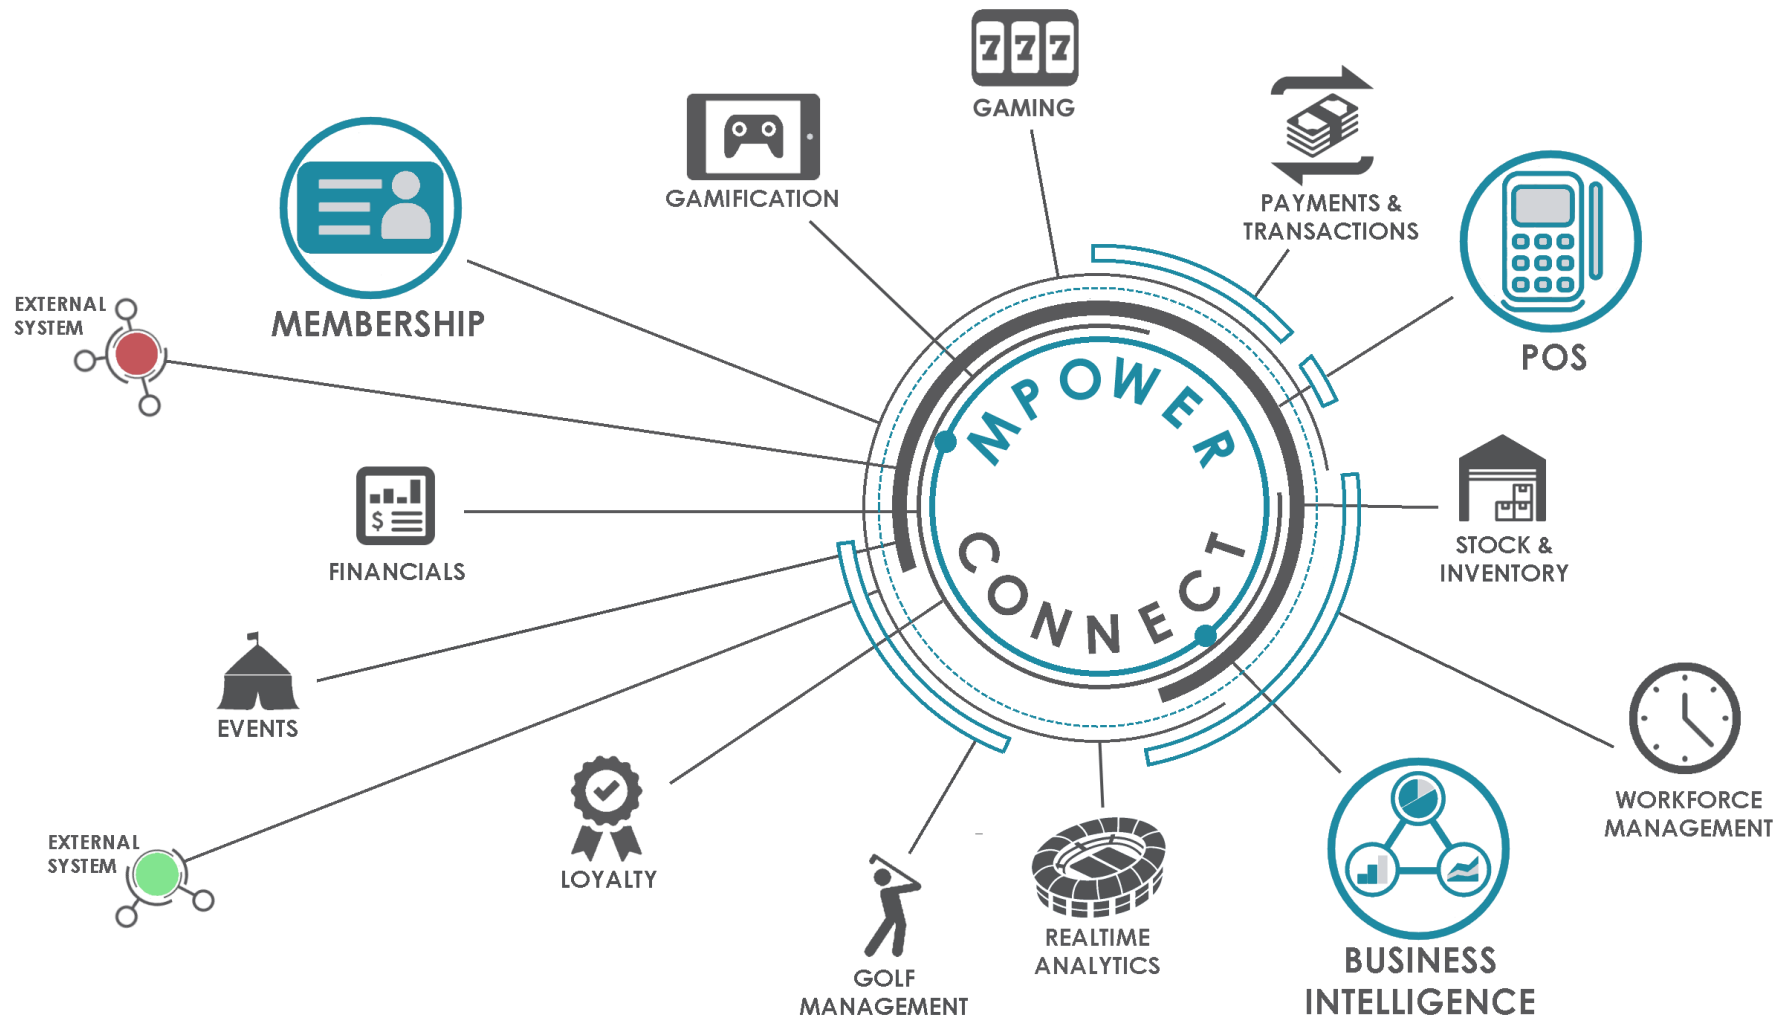 777
GAMING
GAMIFICATION
PAYMENTS &
TRANSACTIONS
MEMBERSHIP
EXTERNAL
SYSTEM
POS
MPOWER
CONNECT
FINANCIALS
$
STOCK &
INVENTORY
EVENTS
EXTERNAL
SYSTEM
LOYALTY
WORKFORCE
MANAGEMENT
REALTIME
ANALYTICS
GOLF
MANAGEMENT
BUSINESS
INTELLIGENCE